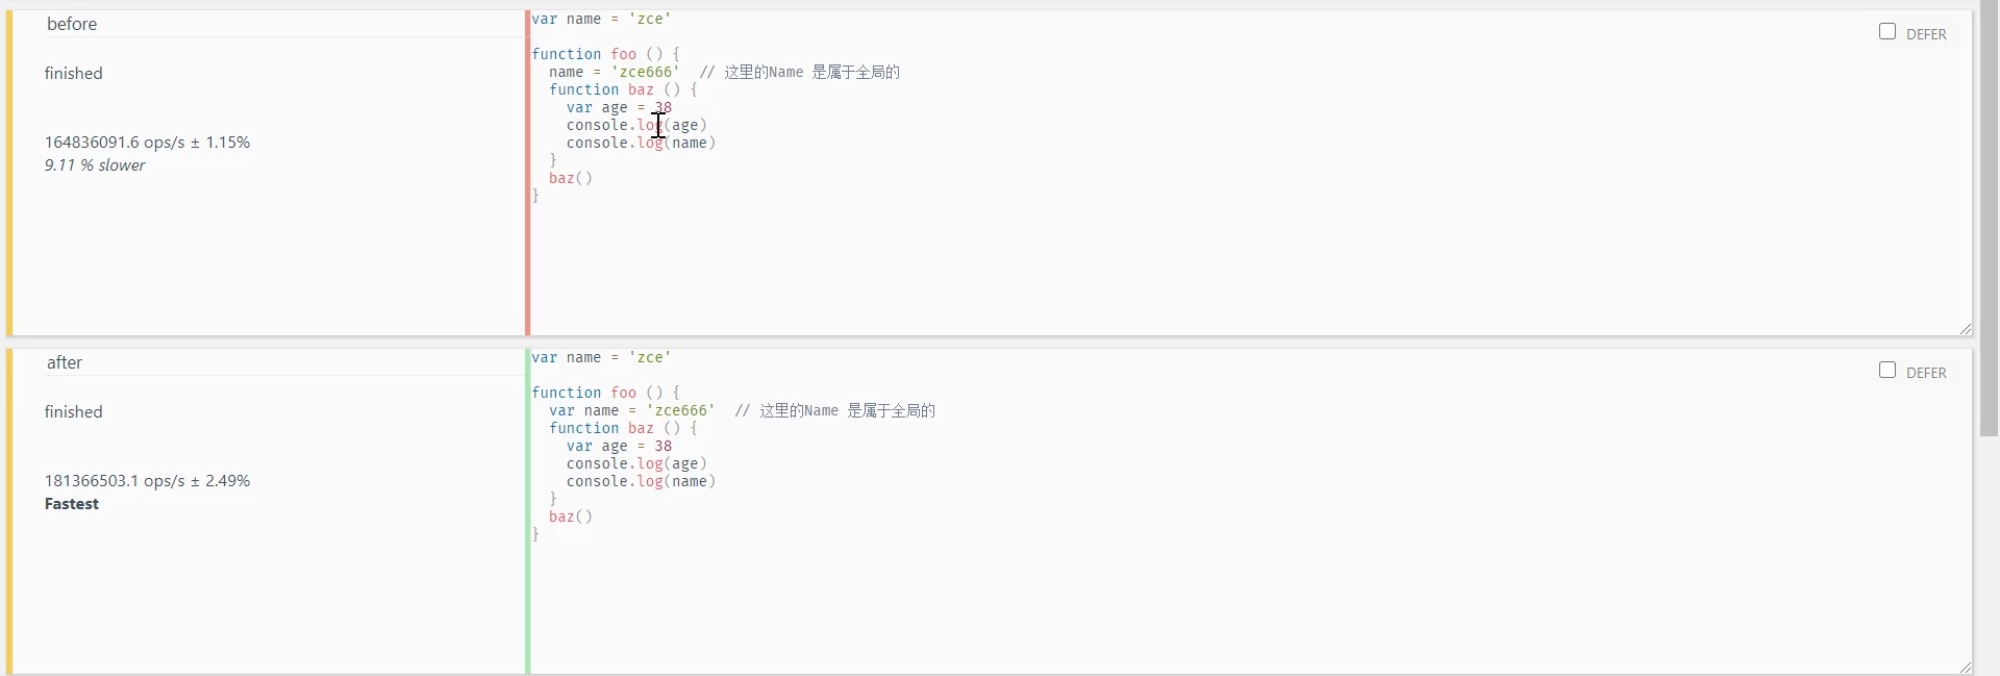 before
finished
164836091.6 ops/s ± 1.15%
9.11 % slower
var name = 'zce'
function foo () {
  name = 'zce666'  // 这里的Name 是属于全局的
  function baz () {
    var age = 38
    console.log(age)
    console.log(name)
  }
  baz()
}
DEFER
after
finished
181366503.1 ops/s ± 2.49%
Fastest
var name = 'zce'
function foo () {
  var name = 'zce666'  // 这里的Name 是属于全局的
  function baz () {
    var age = 38
    console.log(age)
    console.log(name)
  }
  baz()
}
DEFER